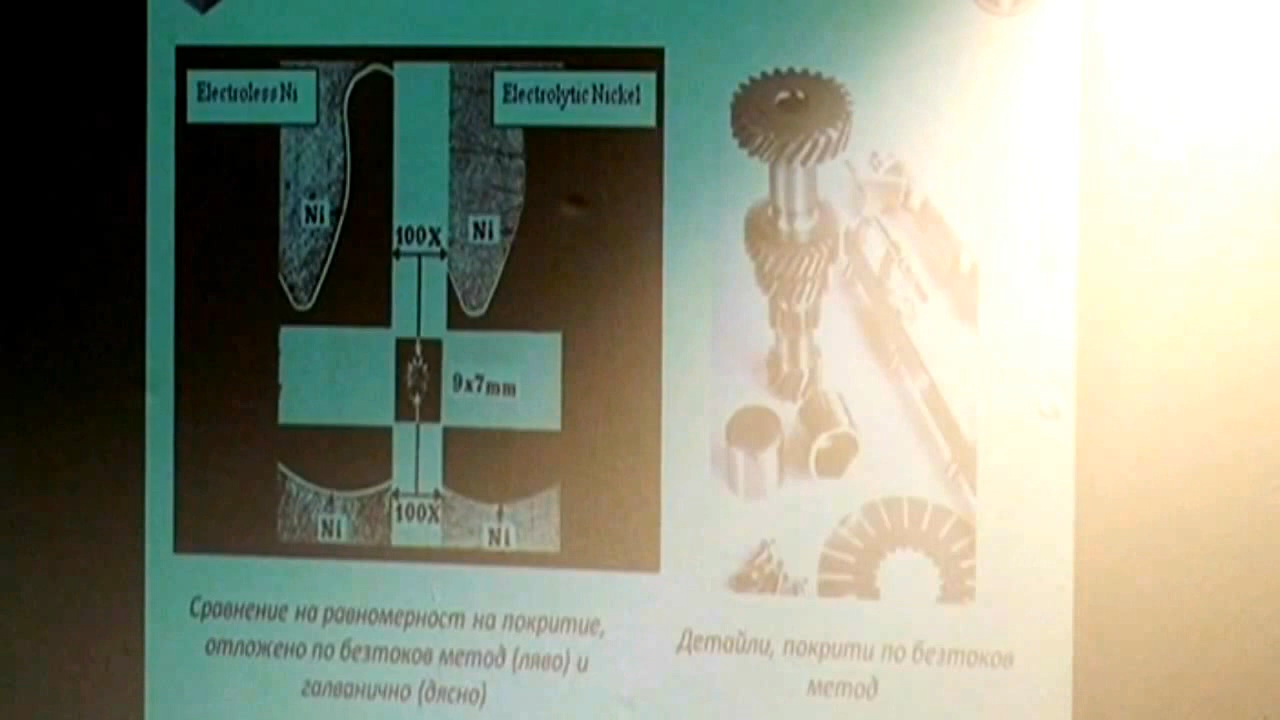 Electroless Ni
Electrolytic Nickel
Ni
100X
Ni
9x7mm
100X
Ni
Ni
Сравнение на равномерност на покритие,
отложено по безтоков метод (ляво) и
галванично (дясно)
Детайли, покрити по безтоков
метод